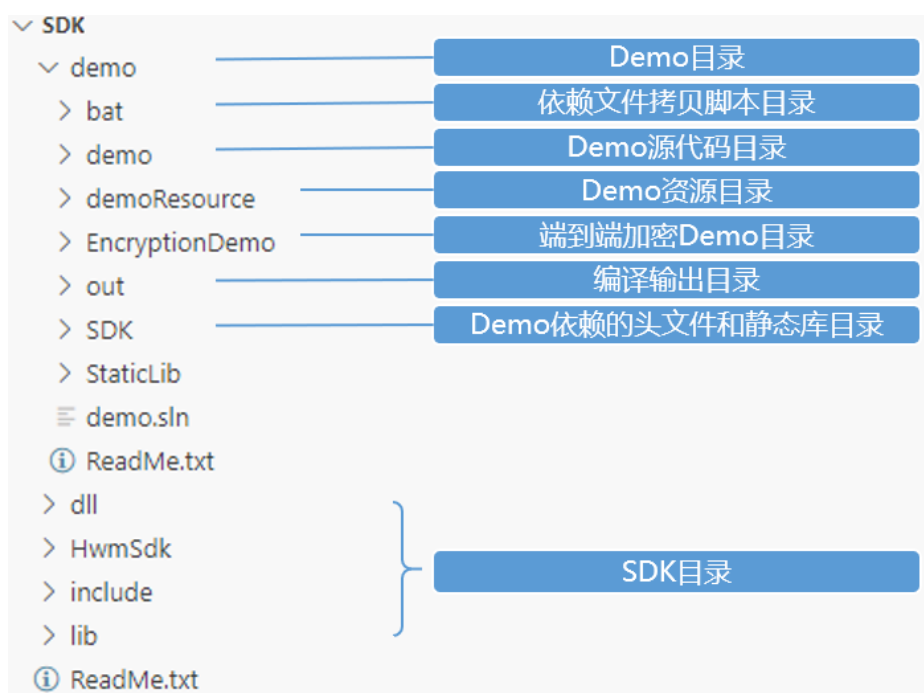 SDK
demo Demo目录
bat 依赖文件拷贝脚本目录
demo Demo源代码目录
demoResource Demo资源目录
EncryptionDemo 端到端加密Demo目录
out 编译输出目录
SDK Demo依赖的头文件和静态库目录
StaticLib
demo.sln
ReadMe.txt
dll
HwmSdk
include SDK目录
lib
ReadMe.txt